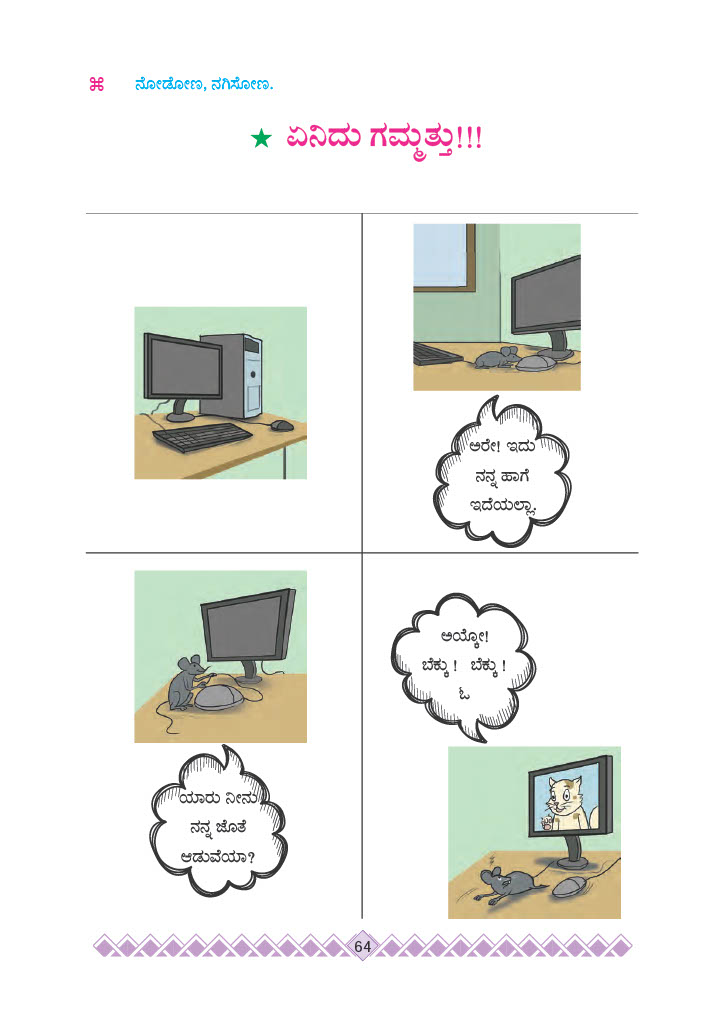 ⌘ ನೋಡೋಣ, ನಗಿಸೋಣ.
★ ಏನಿದು ಗಮ್ಮತ್ತು!!!
ಅರೇ! ಇದು
ನನ್ನ ಹಾಗೆ
ಇದೆಯಲ್ಲಾ.
ಯಾರು ನೀನು
ನನ್ನ ಜೊತೆ
ಆಡುವೆಯಾ?
ಅಯ್ಯೋ!
ಬೆಕ್ಕು ! ಬೆಕ್ಕು !
ಓ
64